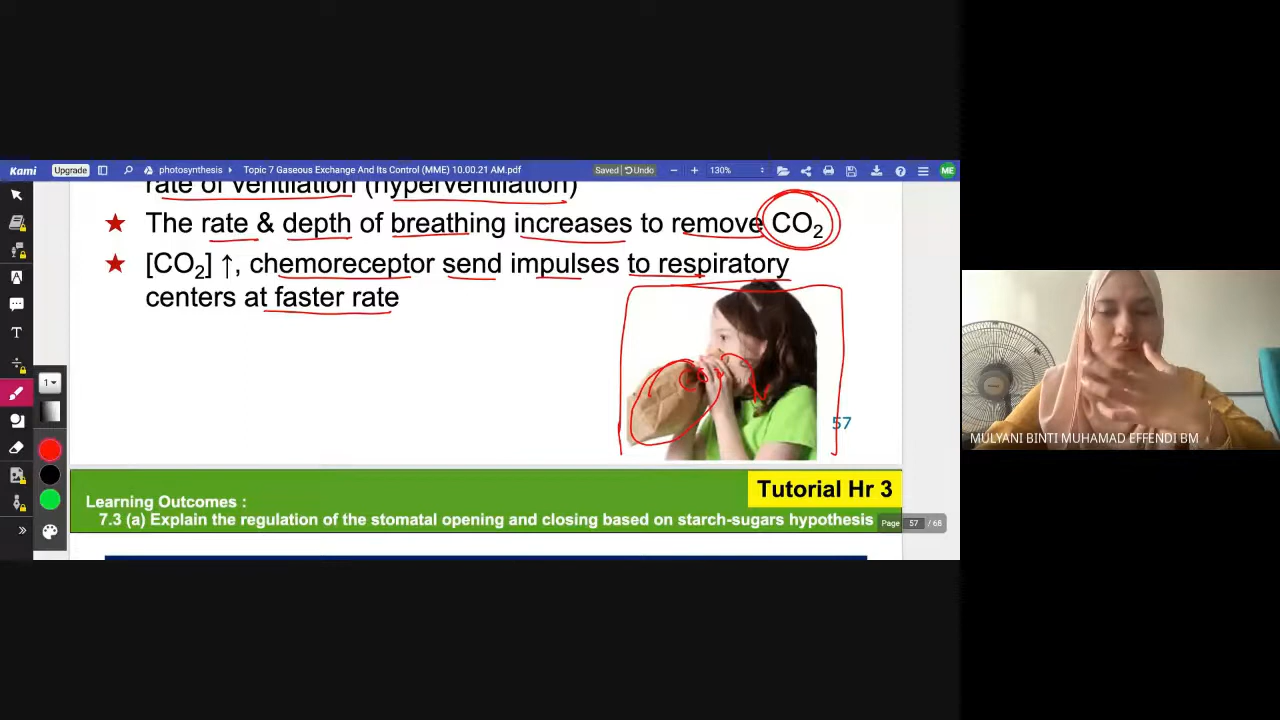 Kami
Upgrade
photosynthesis
Topic 7 Gaseous Exchange And Its Control (MME) 10.00.21 AM.pdf
Saved Undo
130%
ME
rate of ventilation (hyperventilation)
★ The rate & depth of breathing increases to remove CO₂
★ [CO₂] ↑, chemoreceptor send impulses to respiratory
centers at faster rate
57
1
T
A
MULYANI BINTI MUHAMAD EFFENDI BM
Tutorial Hr 3
Learning Outcomes :
7.3 (a) Explain the regulation of the stomatal opening and closing based on starch-sugars hypothesis
Page 57 / 68